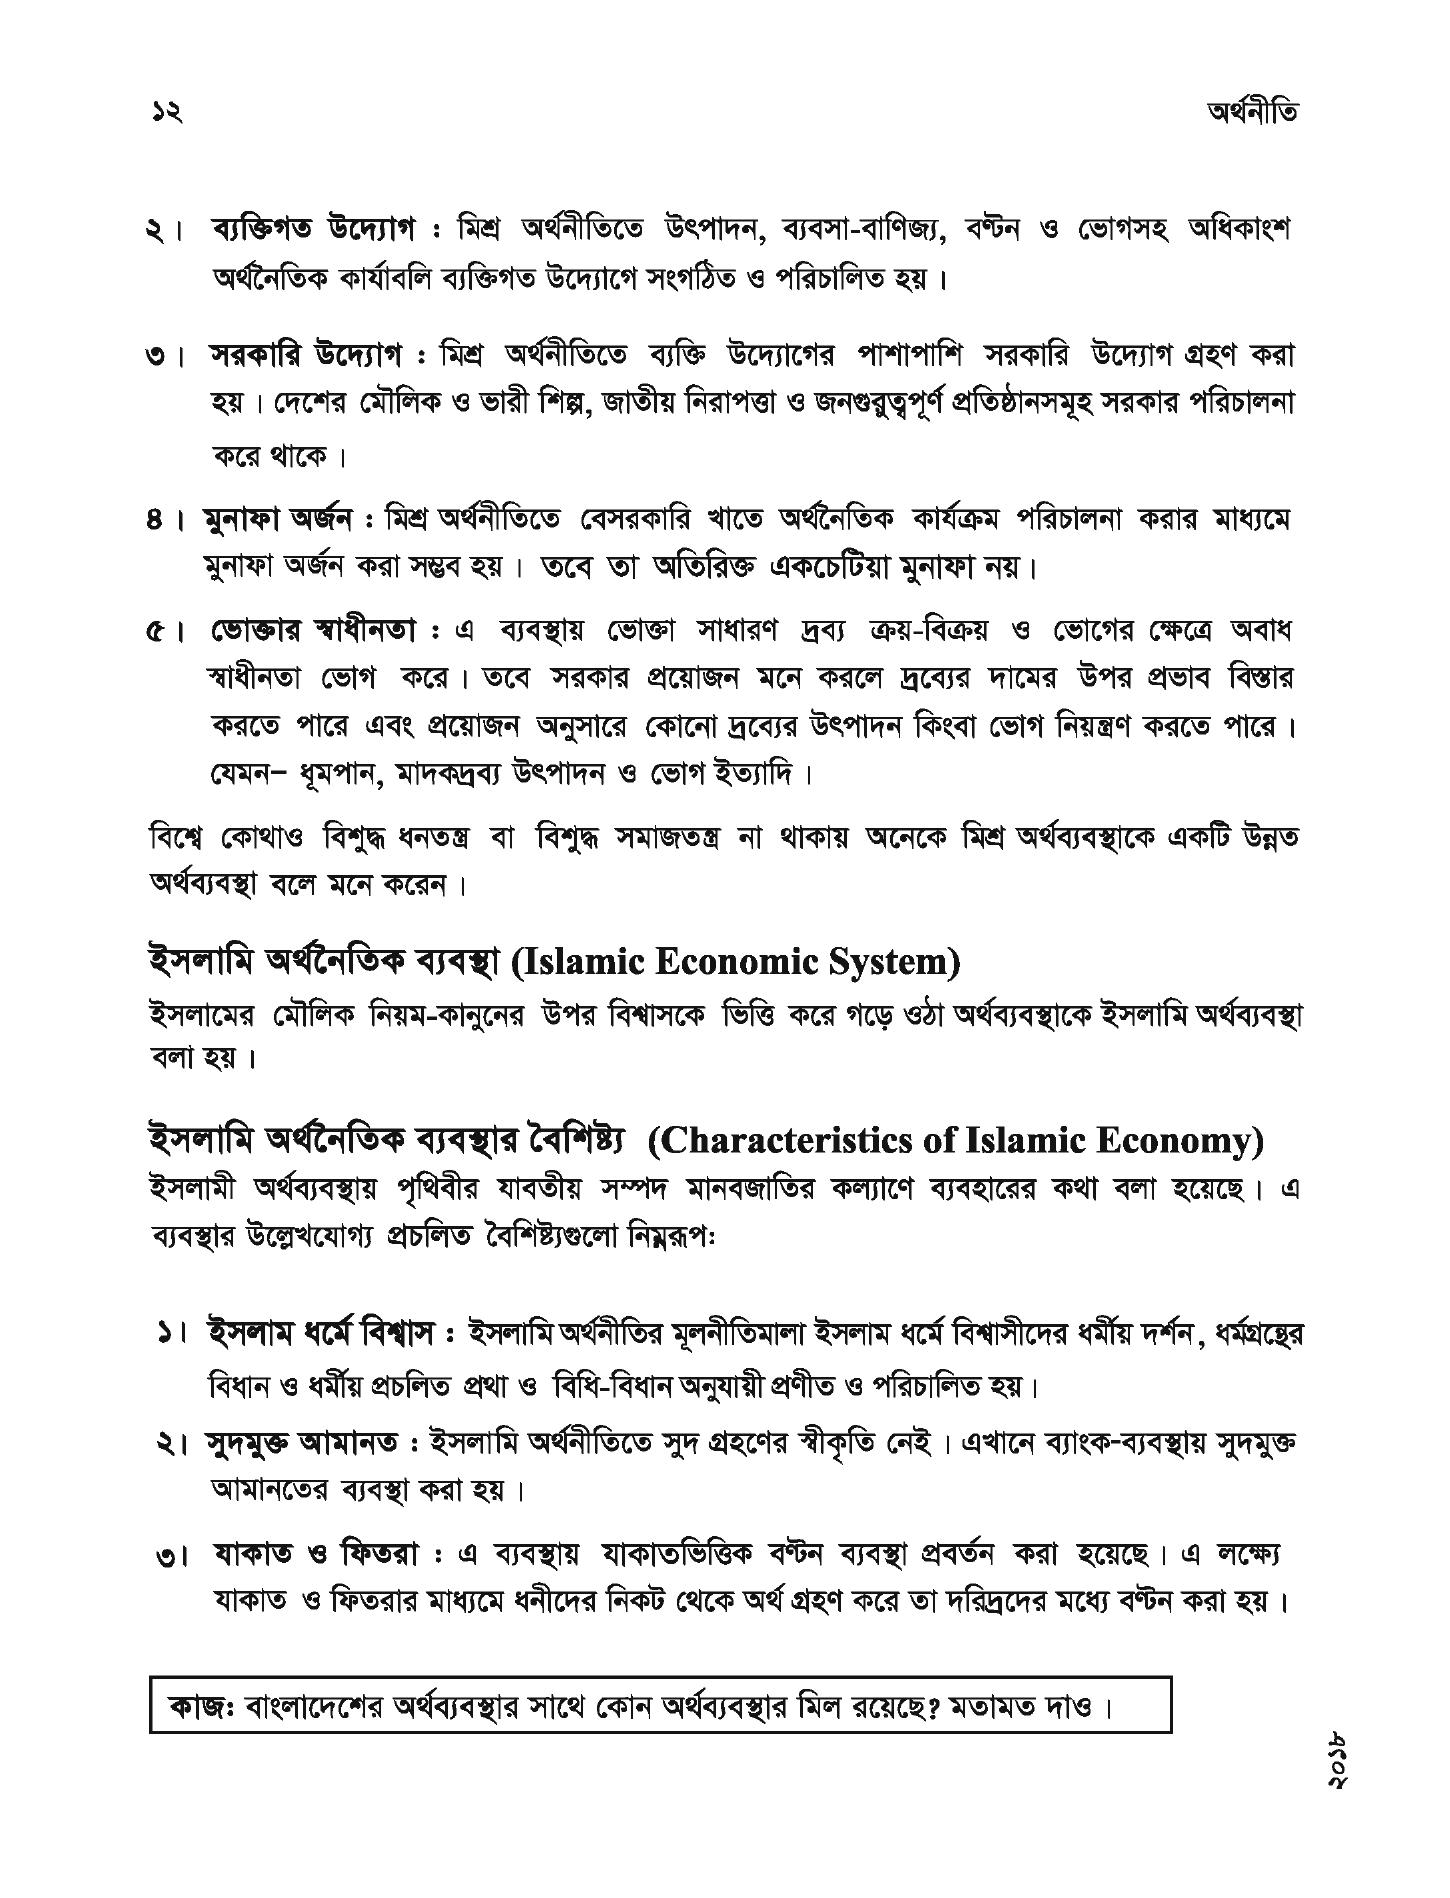 ১২
অর্থনীতি
২। ব্যক্তিগত উদ্যোগ : মিশ্র অর্থনীতিতে উৎপাদন, ব্যবসা-বাণিজ্য, বণ্টন ও ভোগসহ অধিকাংশ
অর্থনৈতিক কার্যাবলি ব্যক্তিগত উদ্যোগে সংগঠিত ও পরিচালিত হয়।
৩। সরকারি উদ্যোগ : মিশ্র অর্থনীতিতে ব্যক্তি উদ্যোগের পাশাপাশি সরকারি উদ্যোগ গ্রহণ করা
হয়। দেশের মৌলিক ও ভারী শিল্প, জাতীয় নিরাপত্তা ও জনগুরুত্বপূর্ণ প্রতিষ্ঠানসমূহ সরকার পরিচালনা
করে থাকে।
৪। মুনাফা অর্জন : মিশ্র অর্থনীতিতে বেসরকারি খাতে অর্থনৈতিক কার্যক্রম পরিচালনা করার মাধ্যমে
মুনাফা অর্জন করা সম্ভব হয়। তবে তা অতিরিক্ত একচেটিয়া মুনাফা নয়।
৫। ভোক্তার স্বাধীনতা : এ ব্যবস্থায় ভোক্তা সাধারণ দ্রব্য ক্রয়-বিক্রয় ও ভোগের ক্ষেত্রে অবাধ
স্বাধীনতা ভোগ করে। তবে সরকার প্রয়োজন মনে করলে দ্রব্যের দামের উপর প্রভাব বিস্তার
করতে পারে এবং প্রয়োজন অনুসারে কোনো দ্রব্যের উৎপাদন কিংবা ভোগ নিয়ন্ত্রণ করতে পারে।
যেমন– ধূমপান, মাদকদ্রব্য উৎপাদন ও ভোগ ইত্যাদি।
বিশ্বে কোথাও বিশুদ্ধ ধনতন্ত্র বা বিশুদ্ধ সমাজতন্ত্র না থাকায় অনেকে মিশ্র অর্থব্যবস্থাকে একটি উন্নত
অর্থব্যবস্থা বলে মনে করেন।
ইসলামি অর্থনৈতিক ব্যবস্থা (Islamic Economic System)
ইসলামের মৌলিক নিয়ম-কানুনের উপর বিশ্বাসকে ভিত্তি করে গড়ে ওঠা অর্থব্যবস্থাকে ইসলামি অর্থব্যবস্থা
বলা হয়।
ইসলামি অর্থনৈতিক ব্যবস্থার বৈশিষ্ট্য (Characteristics of Islamic Economy)
ইসলামী অর্থব্যবস্থায় পৃথিবীর যাবতীয় সম্পদ মানবজাতির কল্যাণে ব্যবহারের কথা বলা হয়েছে। এ
ব্যবস্থার উল্লেখযোগ্য প্রচলিত বৈশিষ্ট্যগুলো নিম্নরূপ:
১। ইসলাম ধর্মে বিশ্বাস : ইসলামি অর্থনীতির মূলনীতিমালা ইসলাম ধর্মে বিশ্বাসীদের ধর্মীয় দর্শন, ধর্মগ্রন্থের
বিধান ও ধর্মীয় প্রচলিত প্রথা ও বিধি-বিধান অনুযায়ী প্রণীত ও পরিচালিত হয়।
২। সুদমুক্ত আমানত : ইসলামি অর্থনীতিতে সুদ গ্রহণের স্বীকৃতি নেই। এখানে ব্যাংক-ব্যবস্থায় সুদমুক্ত
আমানতের ব্যবস্থা করা হয়।
৩। যাকাত ও ফিতরা : এ ব্যবস্থায় যাকাতভিত্তিক বণ্টন ব্যবস্থা প্রবর্তন করা হয়েছে। এ লক্ষ্যে
যাকাত ও ফিতরার মাধ্যমে ধনীদের নিকট থেকে অর্থ গ্রহণ করে তা দরিদ্রদের মধ্যে বণ্টন করা হয়।
কাজ: বাংলাদেশের অর্থব্যবস্থার সাথে কোন অর্থব্যবস্থার মিল রয়েছে? মতামত দাও।
২০১৮